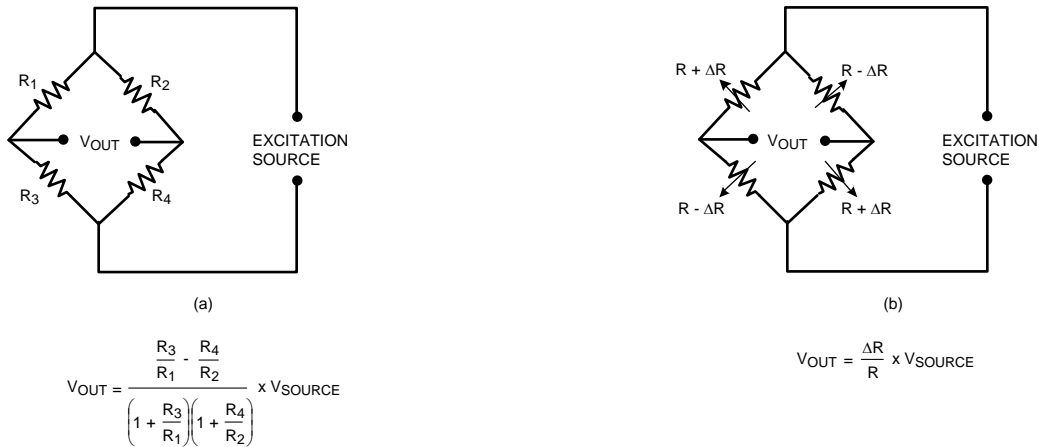 R1
R2
VOUT
R3
R4
EXCITATION
SOURCE
(a)
VOUT = (R3/R1 - R4/R2) / ((1 + R3/R1)(1 + R4/R2)) x VSOURCE
R + ΔR
R - ΔR
VOUT
R - ΔR
R + ΔR
EXCITATION
SOURCE
(b)
VOUT = ΔR/R x VSOURCE